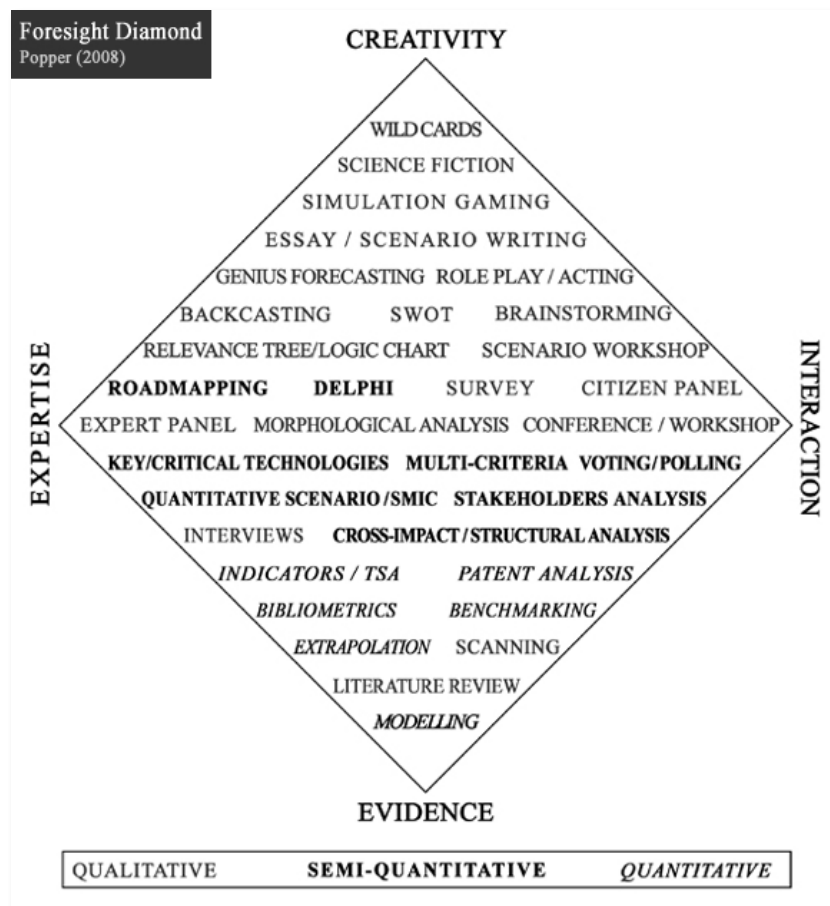 Foresight Diamond
Popper (2008)
CREATIVITY
WILD CARDS
SCIENCE FICTION
SIMULATION GAMING
ESSAY / SCENARIO WRITING
GENIUS FORECASTING ROLE PLAY / ACTING
BACKCASTING SWOT BRAINSTORMING
RELEVANCE TREE/LOGIC CHART SCENARIO WORKSHOP
ROADMAPPING DELPHI SURVEY CITIZEN PANEL
EXPERT PANEL MORPHOLOGICAL ANALYSIS CONFERENCE / WORKSHOP
KEY/CRITICAL TECHNOLOGIES MULTI-CRITERIA VOTING/POLLING
QUANTITATIVE SCENARIO/SMIC STAKEHOLDERS ANALYSIS
INTERVIEWS CROSS-IMPACT/STRUCTURAL ANALYSIS
INDICATORS / TSA PATENT ANALYSIS
BIBLIOMETRICS BENCHMARKING
EXTRAPOLATION SCANNING
LITERATURE REVIEW
MODELLING
EXPERTISE
INTERACTION
EVIDENCE
QUALITATIVE SEMI-QUANTITATIVE QUANTITATIVE